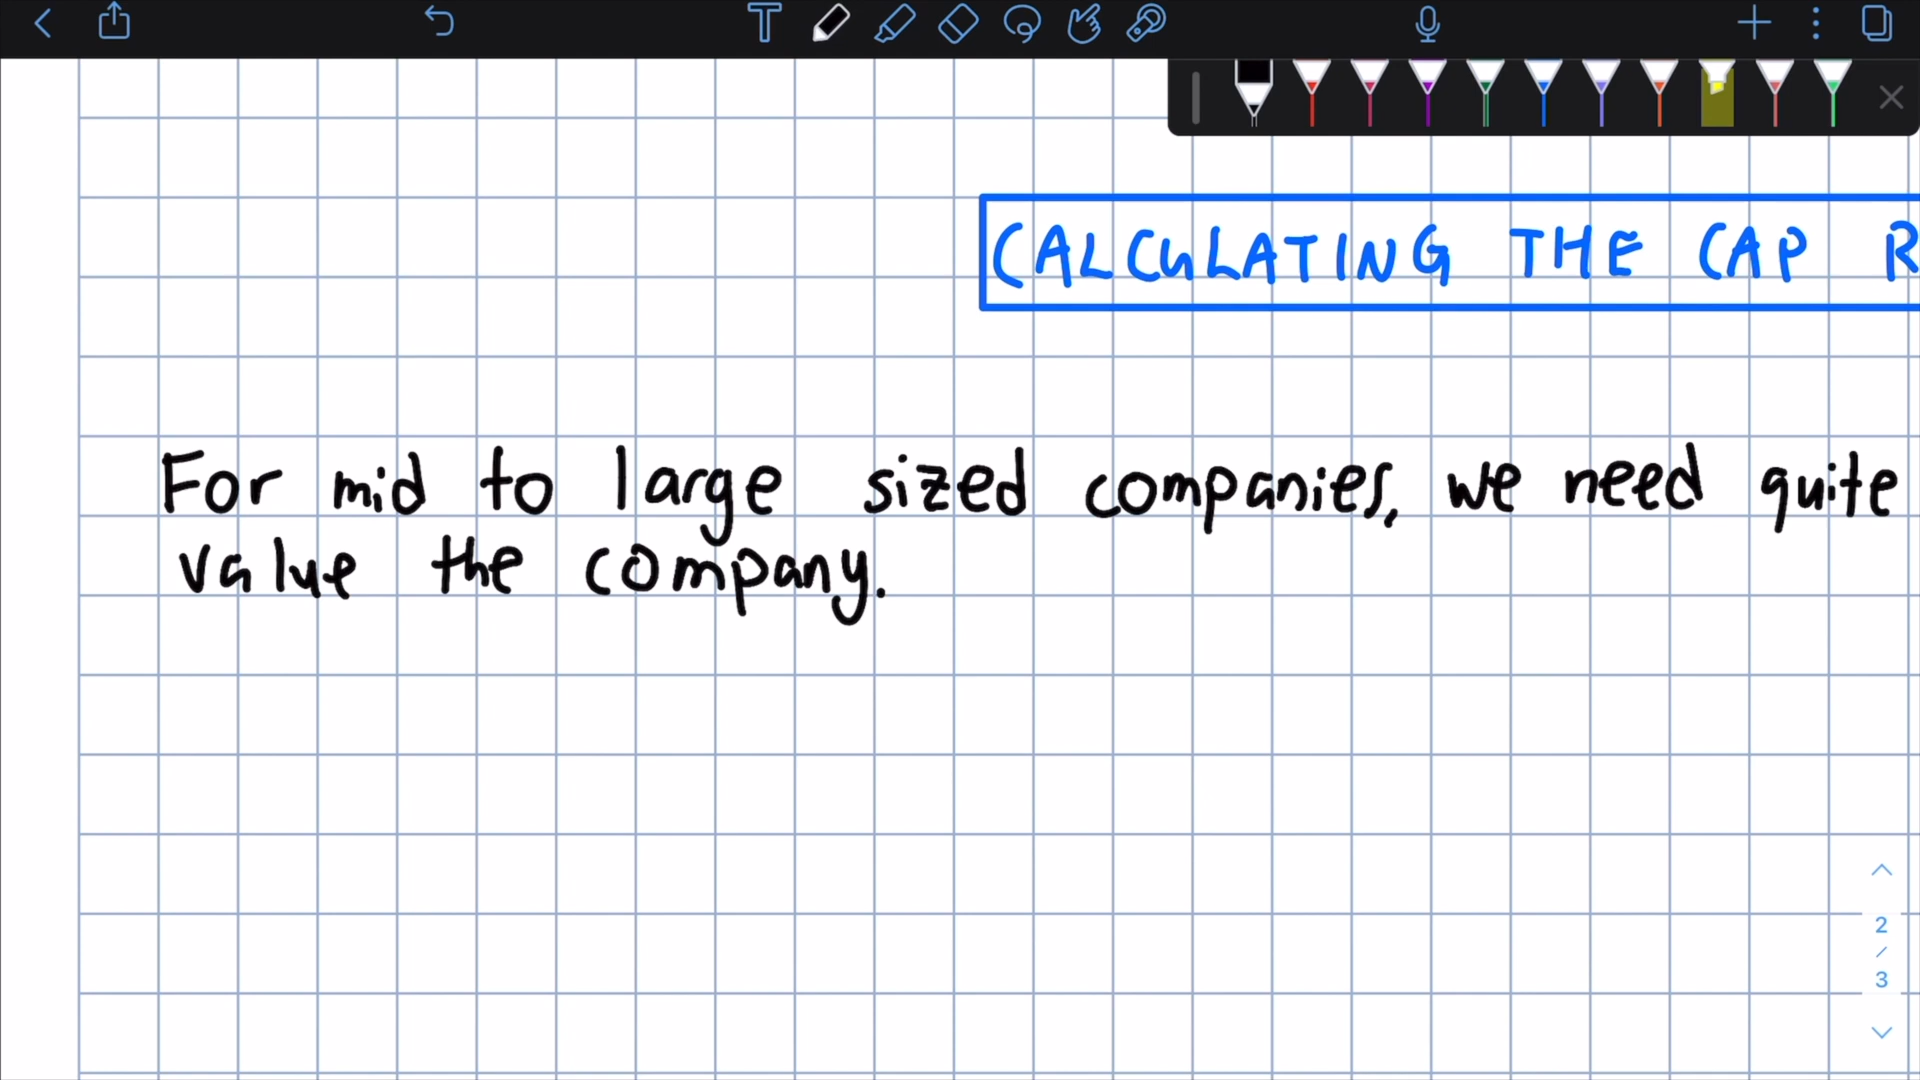 CALCULATING THE CAP R
For mid to large sized companies, we need quite
value the company.
2
/
3